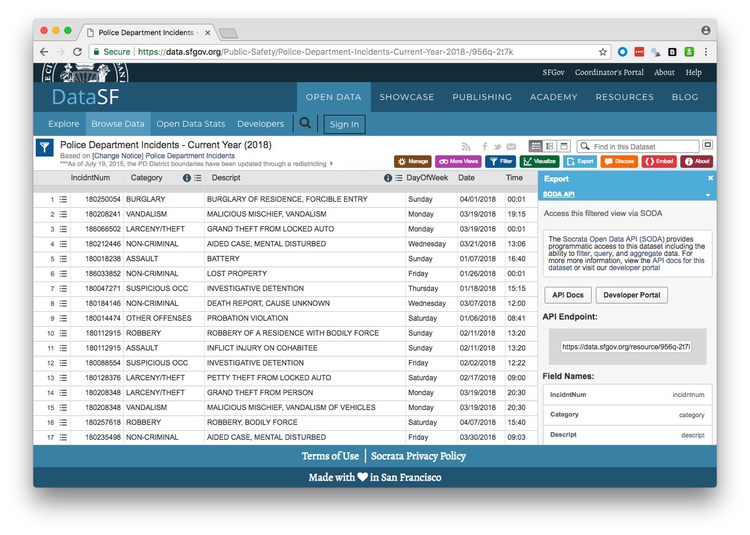 Police Department Incidents -
Secure https://data.sfgov.org/Public-Safety/Police-Department-Incidents-Current-Year-2018-/956q-2t7k
SFGov Coordinator's Portal About Help
DataSF OPEN DATA SHOWCASE PUBLISHING ACADEMY RESOURCES BLOG
Explore Browse Data Open Data Stats Developers Sign In
Police Department Incidents - Current Year (2018)
Based on [Change Notice] Police Department Incidents
***As of July 19, 2015, the PD District boundaries have been updated through a redistricting
Find in this Dataset
Manage More Views Filter Visualize Export Discuss Embed About
IncidntNum Category Descript DayOfWeek Date Time
1 180250054 BURGLARY BURGLARY OF RESIDENCE, FORCIBLE ENTRY Sunday 04/01/2018 00:01
2 180208241 VANDALISM MALICIOUS MISCHIEF, VANDALISM Monday 03/19/2018 19:15
3 186066502 LARCENY/THEFT GRAND THEFT FROM LOCKED AUTO Monday 03/19/2018 00:01
4 180212446 NON-CRIMINAL AIDED CASE, MENTAL DISTURBED Wednesday 03/21/2018 13:06
5 180018238 ASSAULT BATTERY Sunday 01/07/2018 16:40
6 186033852 NON-CRIMINAL LOST PROPERTY Friday 01/26/2018 00:01
7 180047271 SUSPICIOUS OCC INVESTIGATIVE DETENTION Thursday 01/18/2018 15:15
8 180184146 NON-CRIMINAL DEATH REPORT, CAUSE UNKNOWN Wednesday 03/07/2018 12:00
9 180014474 OTHER OFFENSES PROBATION VIOLATION Saturday 01/06/2018 08:41
10 180112915 ROBBERY ROBBERY OF A RESIDENCE WITH BODILY FORCE Sunday 02/11/2018 13:20
11 180112915 ASSAULT INFLICT INJURY ON COHABITEE Sunday 02/11/2018 13:20
12 180088554 SUSPICIOUS OCC INVESTIGATIVE DETENTION Friday 02/02/2018 12:22
13 180128376 LARCENY/THEFT PETTY THEFT FROM LOCKED AUTO Saturday 02/17/2018 09:00
14 180208348 LARCENY/THEFT GRAND THEFT FROM PERSON Monday 03/19/2018 20:30
15 180208348 VANDALISM MALICIOUS MISCHIEF, VANDALISM OF VEHICLES Monday 03/19/2018 20:30
16 180257618 ROBBERY ROBBERY, BODILY FORCE Saturday 04/07/2018 15:40
17 180235498 NON-CRIMINAL AIDED CASE, MENTAL DISTURBED Friday 03/30/2018 09:03
Export
SODA API
Access this filtered view via SODA
The Socrata Open Data API (SODA) provides
programmatic access to this dataset including the
ability to filter, query, and aggregate data. For
more more information, view the API docs for this
dataset or visit our developer portal
API Docs Developer Portal
API Endpoint:
https://data.sfgov.org/resource/956q-2t7k
Field Names:
IncidntNum incidntnum
Category category
Descript descript
Terms of Use | Socrata Privacy Policy
Made with ❤ in San Francisco